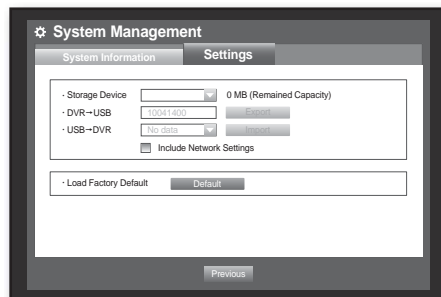 System Management
System Information Settings
· Storage Device 0 MB (Remained Capacity)
· DVR→USB 10041400 Export
· USB→DVR No data Import
Include Network Settings
· Load Factory Default Default
Previous